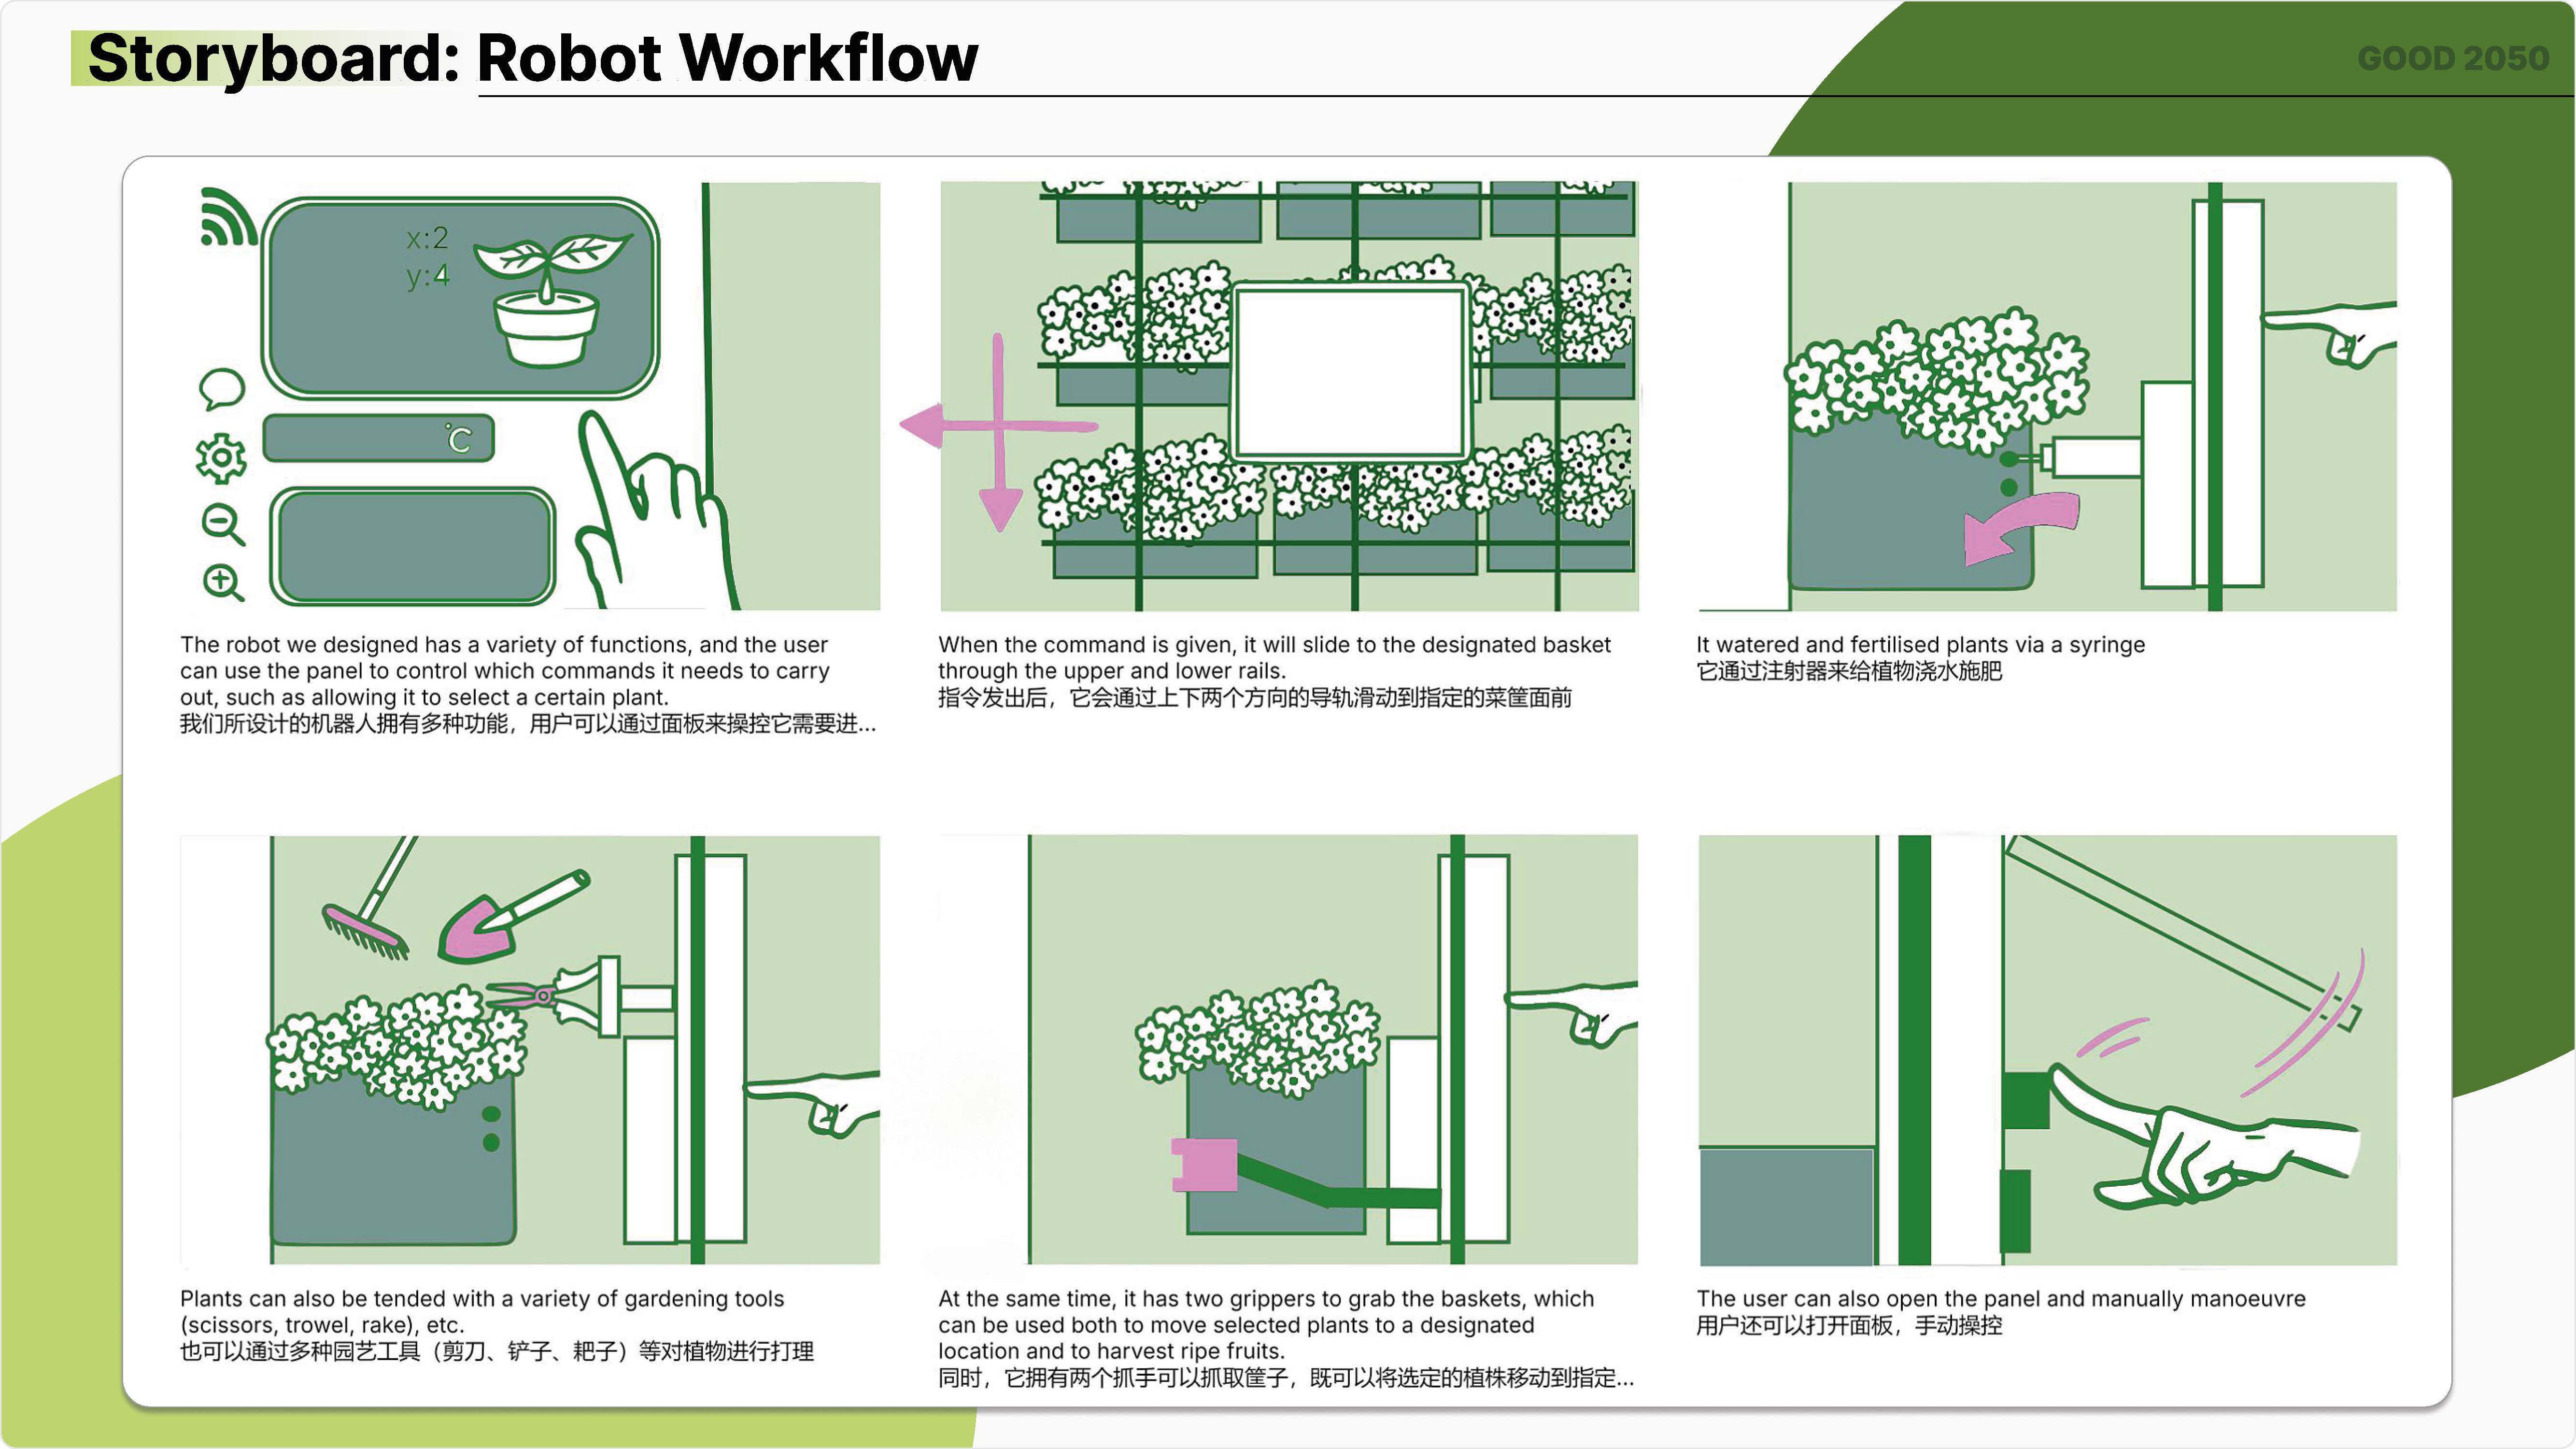 Storyboard: Robot Workflow
GOOD 2050
x:2
y:4
°C
The robot we designed has a variety of functions, and the user
can use the panel to control which commands it needs to carry
out, such as allowing it to select a certain plant.
我们所设计的机器人拥有多种功能，用户可以通过面板来操控它需要进...
When the command is given, it will slide to the designated basket
through the upper and lower rails.
指令发出后，它会通过上下两个方向的导轨滑动到指定的菜筐面前
It watered and fertilised plants via a syringe
它通过注射器来给植物浇水施肥
Plants can also be tended with a variety of gardening tools
(scissors, trowel, rake), etc.
也可以通过多种园艺工具（剪刀、铲子、耙子）等对植物进行打理
At the same time, it has two grippers to grab the baskets, which
can be used both to move selected plants to a designated
location and to harvest ripe fruits.
同时，它拥有两个抓手可以抓取筐子，既可以将选定的植株移动到指定...
The user can also open the panel and manually manoeuvre
用户还可以打开面板，手动操控